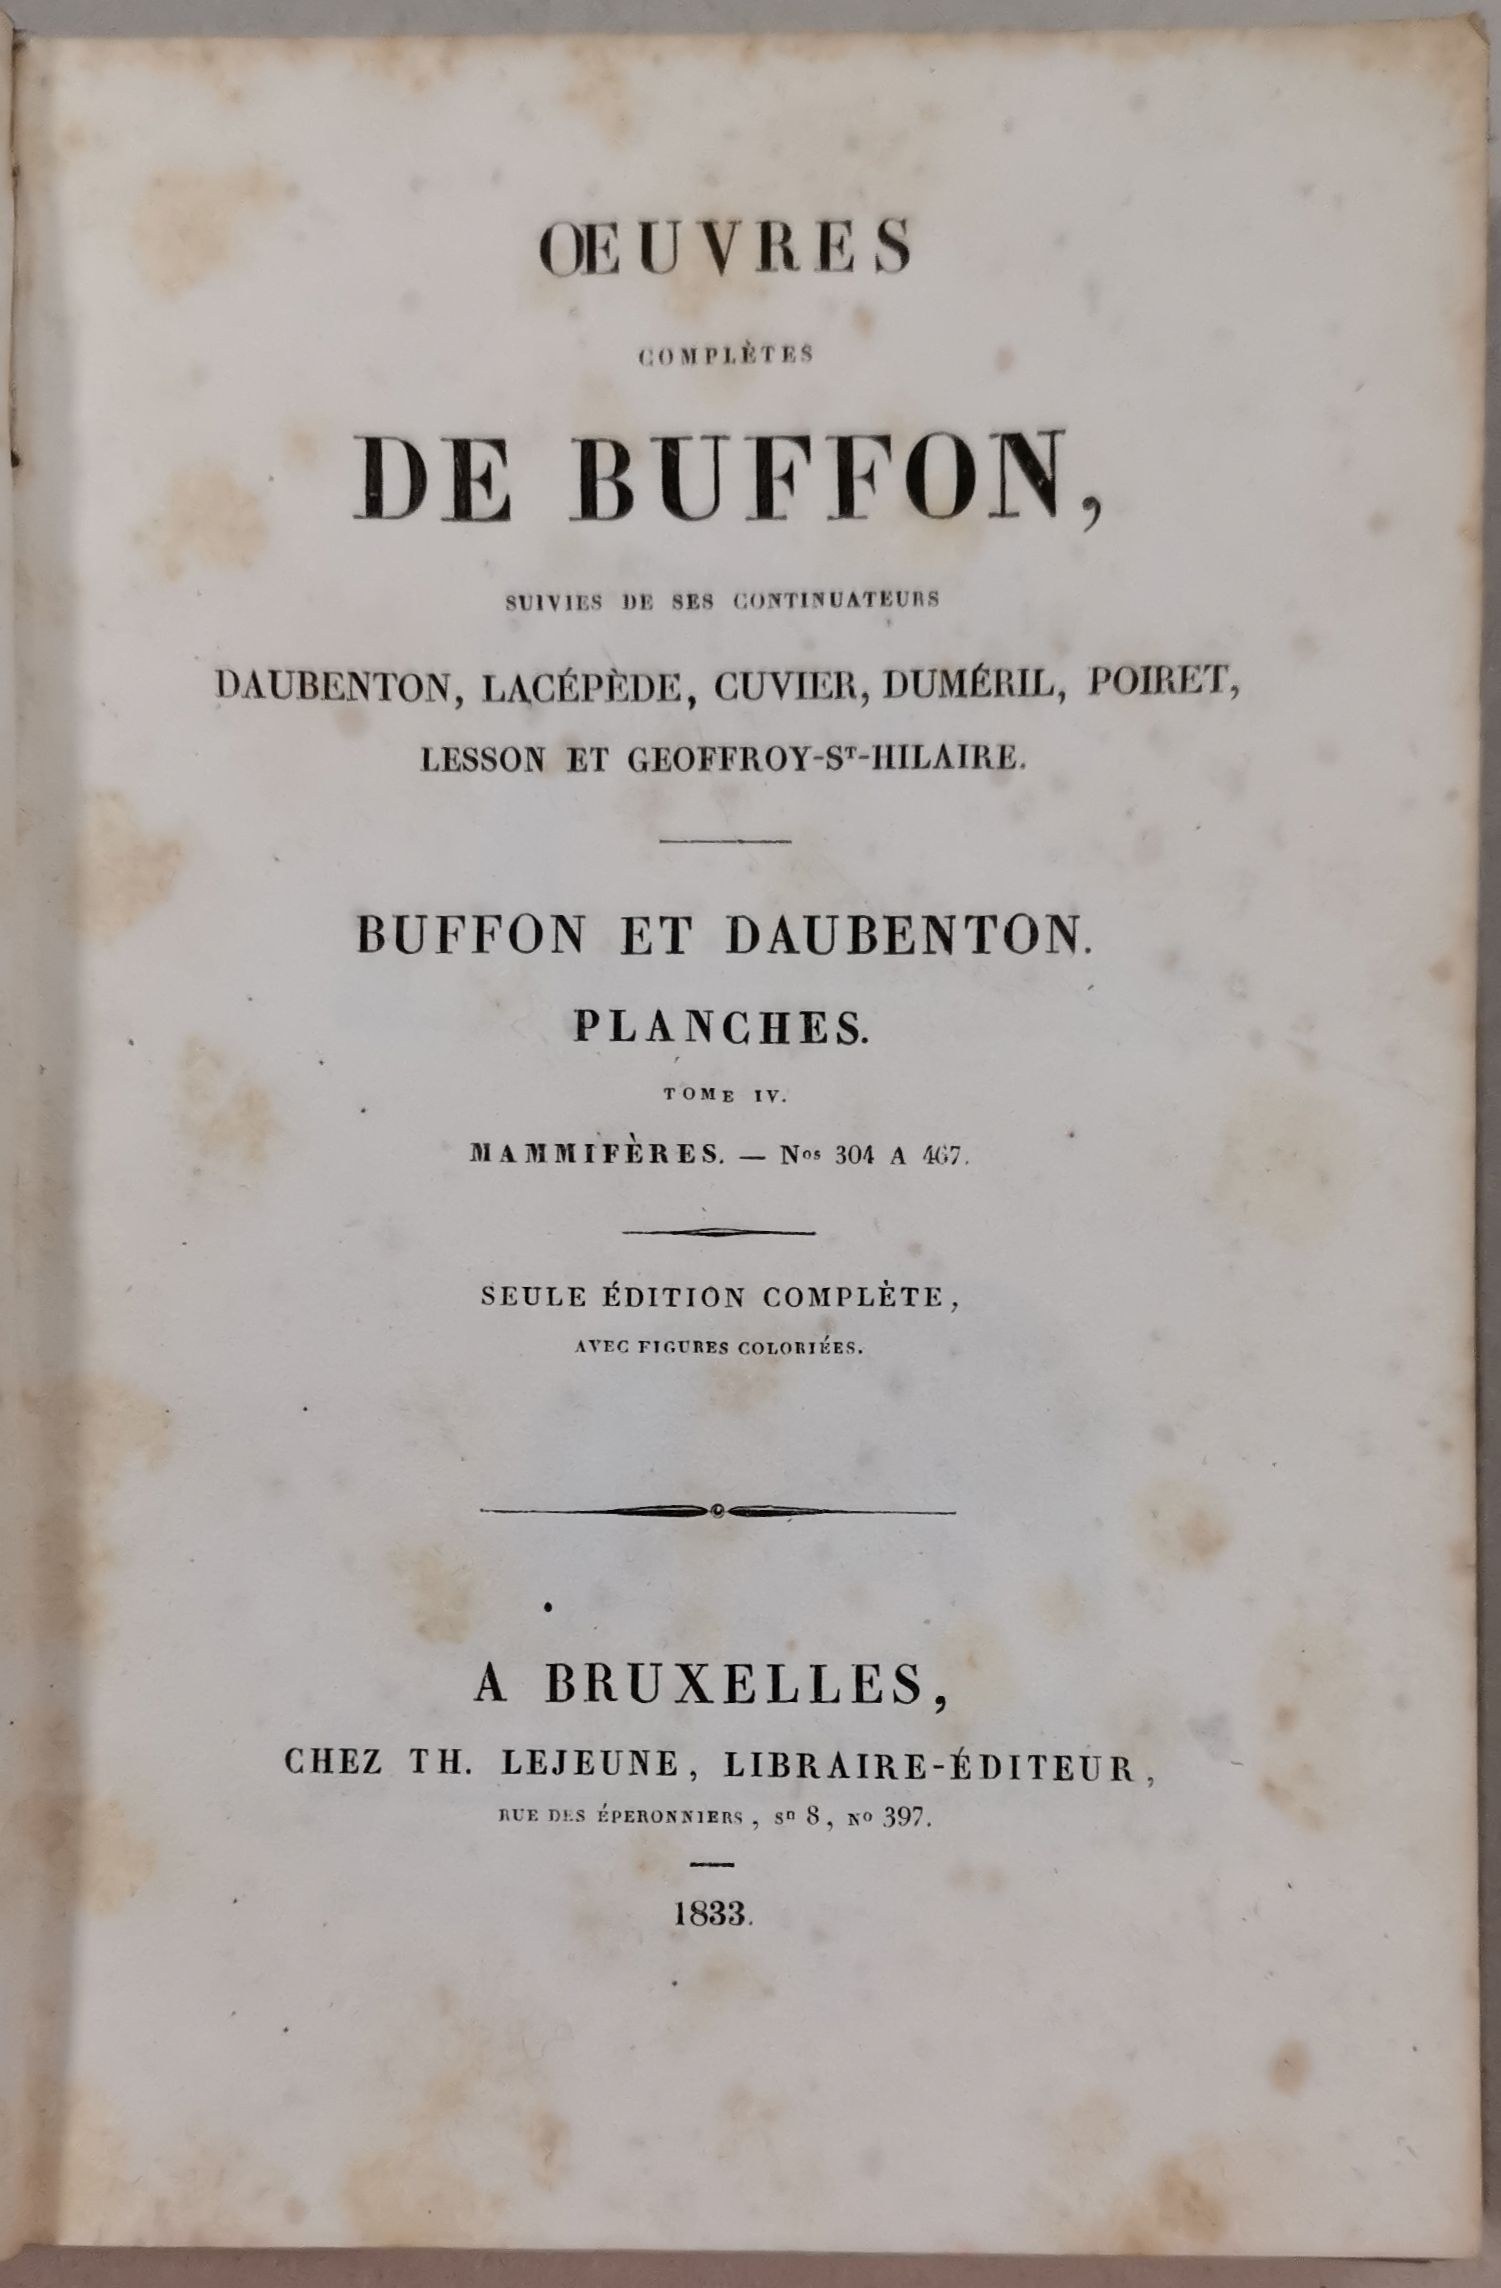 ŒUVRES
COMPLÈTES
DE BUFFON,
SUIVIES DE SES CONTINUATEURS
DAUBENTON, LACÉPÈDE, CUVIER, DUMÉRIL, POIRET,
LESSON ET GEOFFROY-Sᵀ-HILAIRE.
BUFFON ET DAUBENTON.
PLANCHES.
TOME IV.
MAMMIFÈRES. — Nᵒˢ 304 A 467.
SEULE ÉDITION COMPLÈTE,
AVEC FIGURES COLORIÉES.
A BRUXELLES,
CHEZ TH. LEJEUNE, LIBRAIRE-ÉDITEUR,
RUE DES ÉPERONNIERS, Sⁿ 8, Nᵒ 397.
1833.